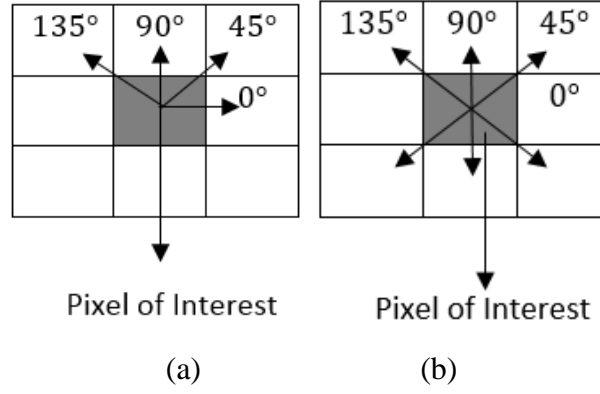 135° 90° 45° 135° 90° 45°
0° 0°
Pixel of Interest Pixel of Interest
(a) (b)